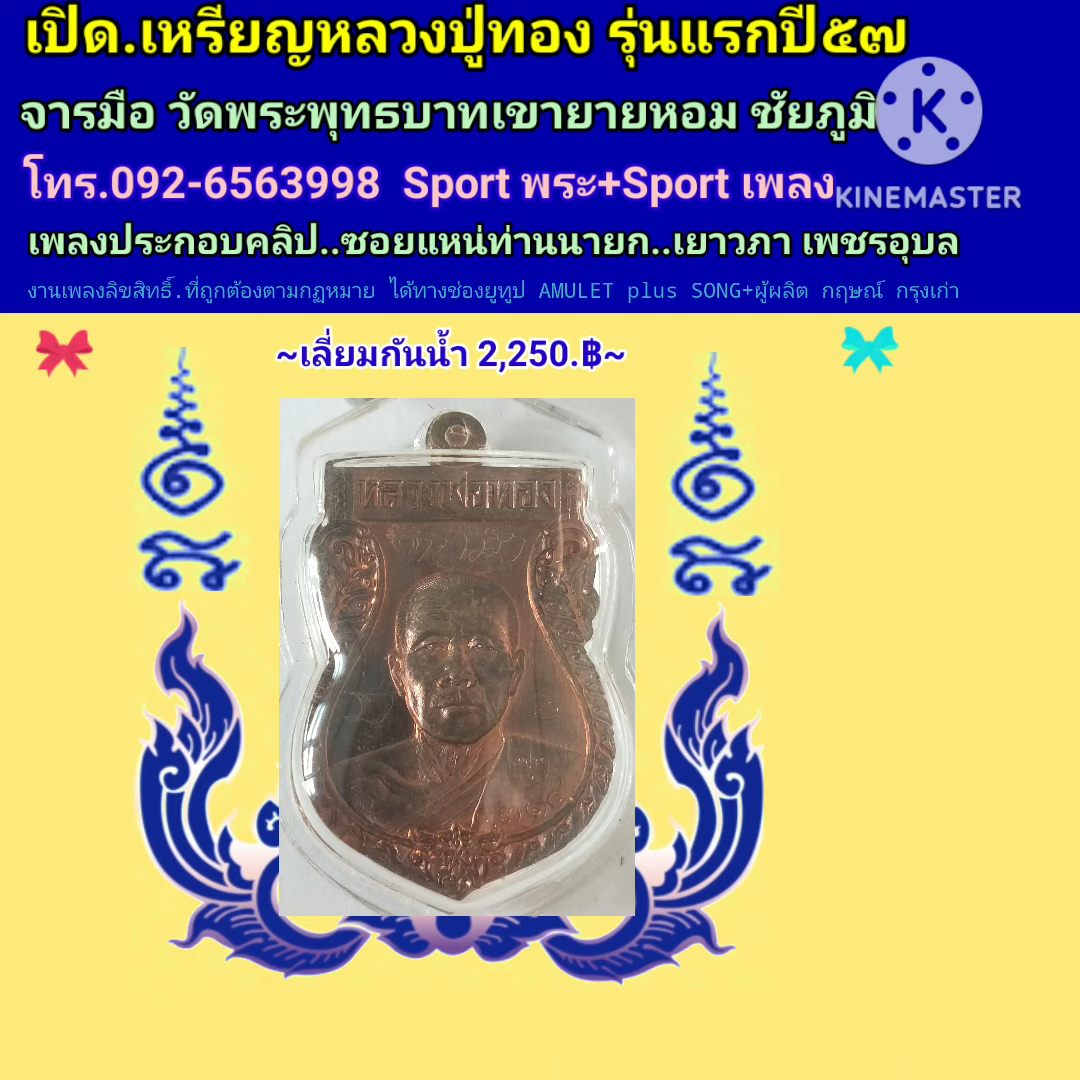 เปิด.เหรียญหลวงปู่ทอง รุ่นแรกปี๕๗
จารมือ วัดพระพุทธบาทเขายายหอม ชัยภูมิ
K
โทร.092-6563998 Sport พระ+Sport เพลง
KINEMASTER
เพลงประกอบคลิป..ซอยแหน่ท่านนายก..เยาวภา เพชรอุบล
งานเพลงลิขสิทธิ์.ที่ถูกต้องตามกฏหมาย ได้ทางช่องยูทูป AMULET plus SONG+ผู้ผลิต กฤษณ์ กรุงเก่า
~เลี่ยมกันน้ำ 2,250.฿~
หลวงพ่อทอง